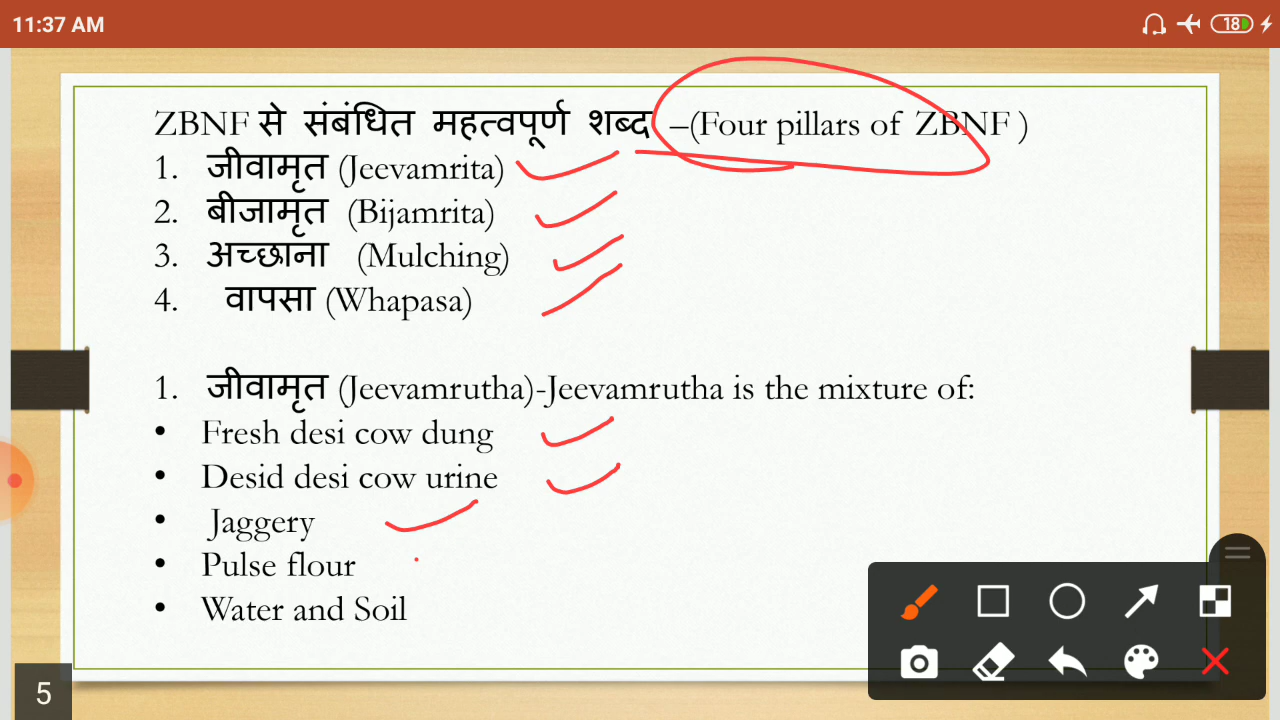 11:37 AM
18
ZBNF से संबंधित महत्वपूर्ण शब्द –(Four pillars of ZBNF )
1. जीवामृत (Jeevamrita)
2. बीजामृत (Bijamrita)
3. अच्छाना (Mulching)
4. वापसा (Whapasa)
1. जीवामृत (Jeevamrutha)-Jeevamrutha is the mixture of:
• Fresh desi cow dung
• Desid desi cow urine
• Jaggery
• Pulse flour
• Water and Soil
5